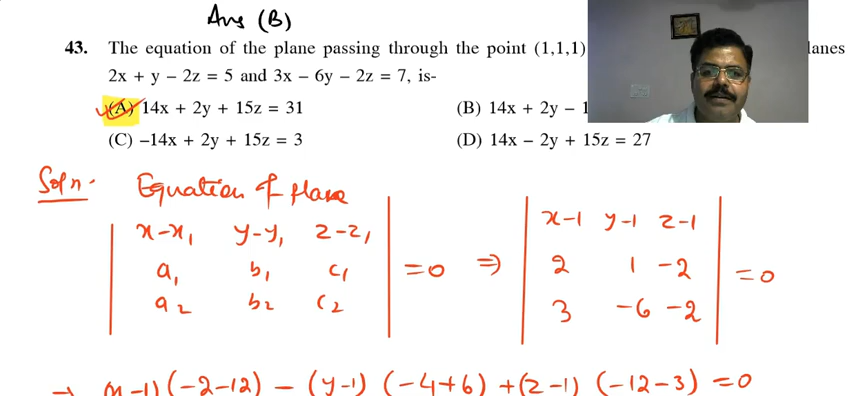 Ans (B)
43. The equation of the plane passing through the point (1,1,1) lanes
2x + y – 2z = 5 and 3x – 6y – 2z = 7, is-
(A) 14x + 2y + 15z = 31 (B) 14x + 2y – 1
(C) –14x + 2y + 15z = 3 (D) 14x – 2y + 15z = 27
Soln. Equation of plane
| x-x₁ y-y₁ z-z₁ | | x-1 y-1 z-1 |
| a₁ b₁ c₁ | =0 ⇒ | 2 1 -2 | =0
| a₂ b₂ c₂ | | 3 -6 -2 |
⇒ (x-1)(-2-12) - (y-1)(-4+6) +(z-1)(-12-3) =0